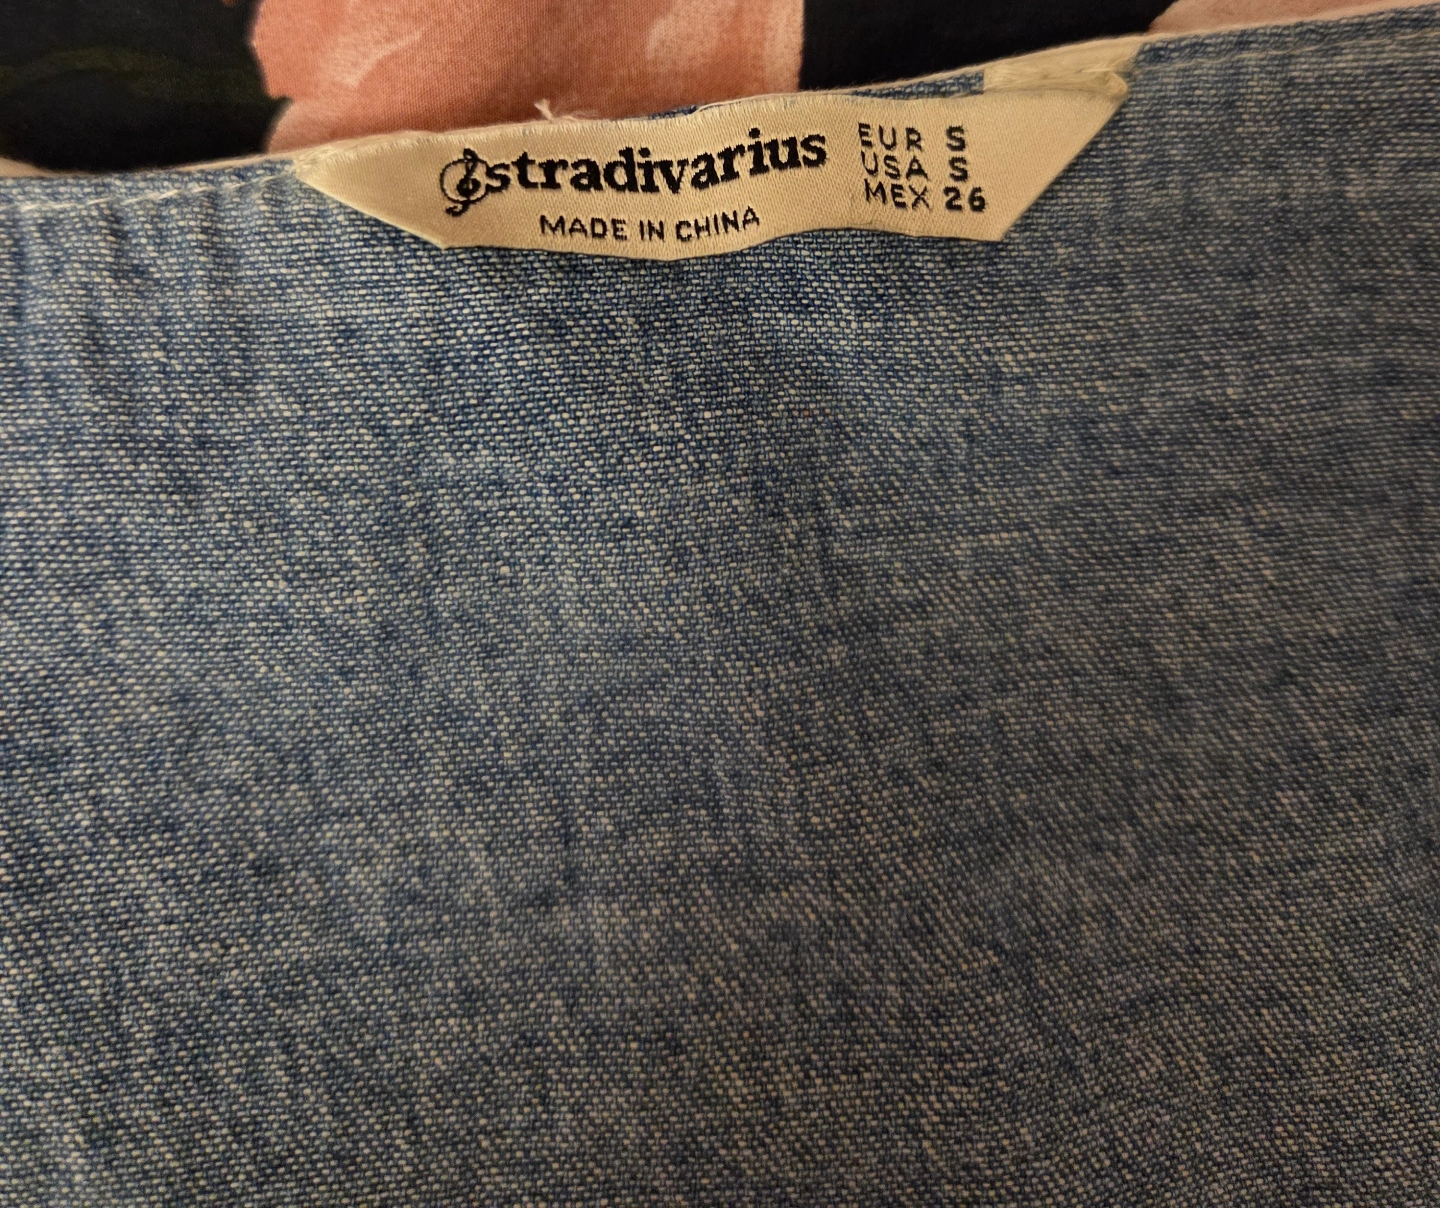 stradivarius
MADE IN CHINA
EUR S
USA S
MEX 26